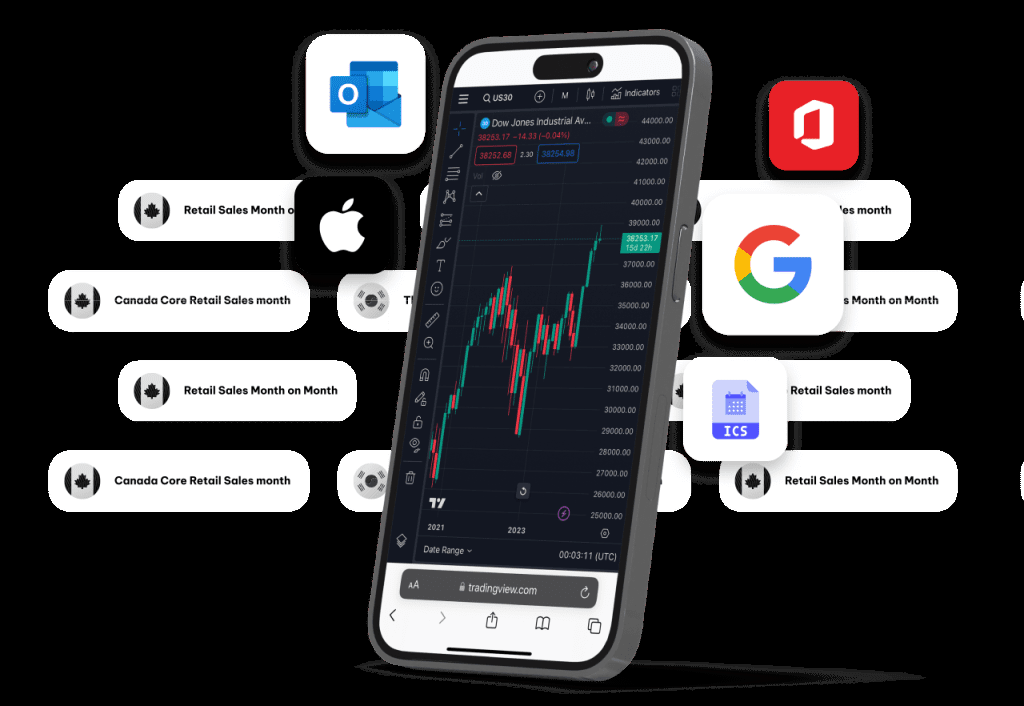 US30
M
Indicators
Dow Jones Industrial Av...
38253.17 −14.33 (−0.04%)
38252.68 2.30 38254.98
Vol
44000.00
43000.00
42000.00
41000.00
40000.00
39000.00
38253.17
15d 22h
37000.00
36000.00
35000.00
34000.00
33000.00
32000.00
31000.00
30000.00
29000.00
28000.00
27000.00
26000.00
25000.00
2021
2023
Date Range
00:03:11 (UTC)
AA
tradingview.com
Retail Sales Month o
les month
Canada Core Retail Sales month
s Month on Month
Retail Sales Month on Month
Retail Sales month
ICS
Canada Core Retail Sales month
Retail Sales Month on Month